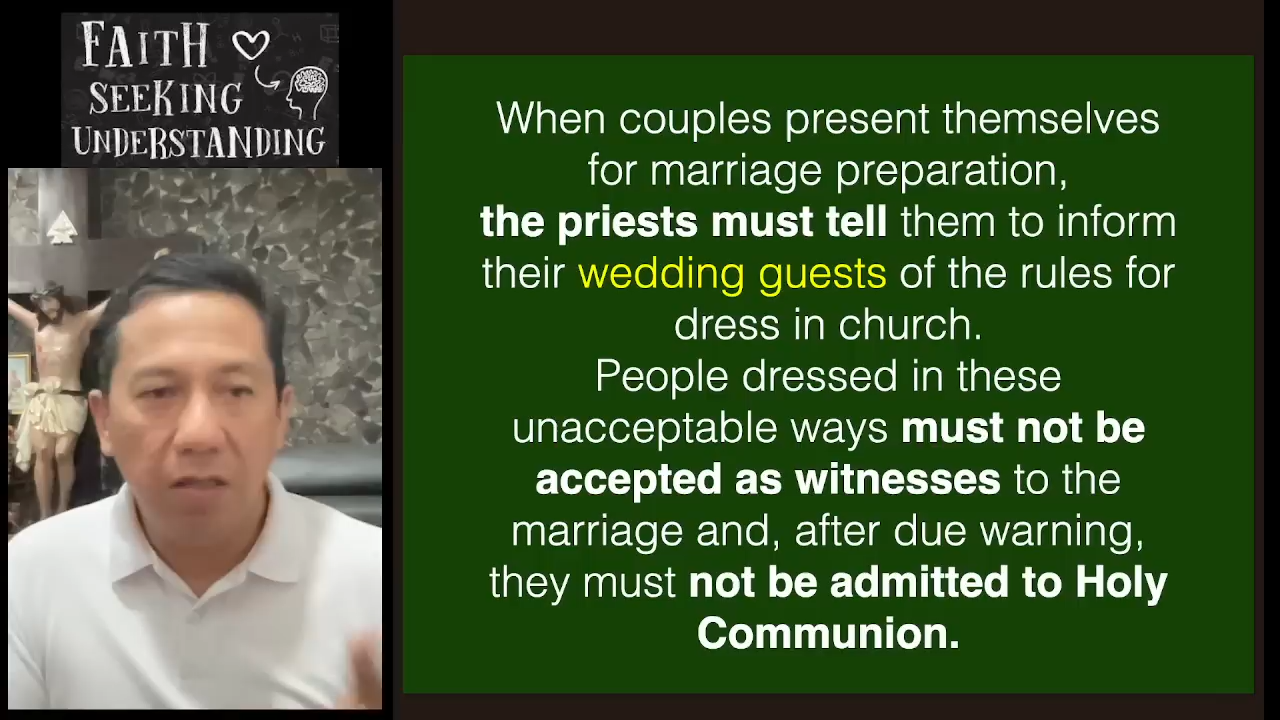 FAITH
SEEKING
UNDERSTANDING
When couples present themselves
for marriage preparation,
the priests must tell them to inform
their wedding guests of the rules for
dress in church.
People dressed in these
unacceptable ways must not be
accepted as witnesses to the
marriage and, after due warning,
they must not be admitted to Holy
Communion.